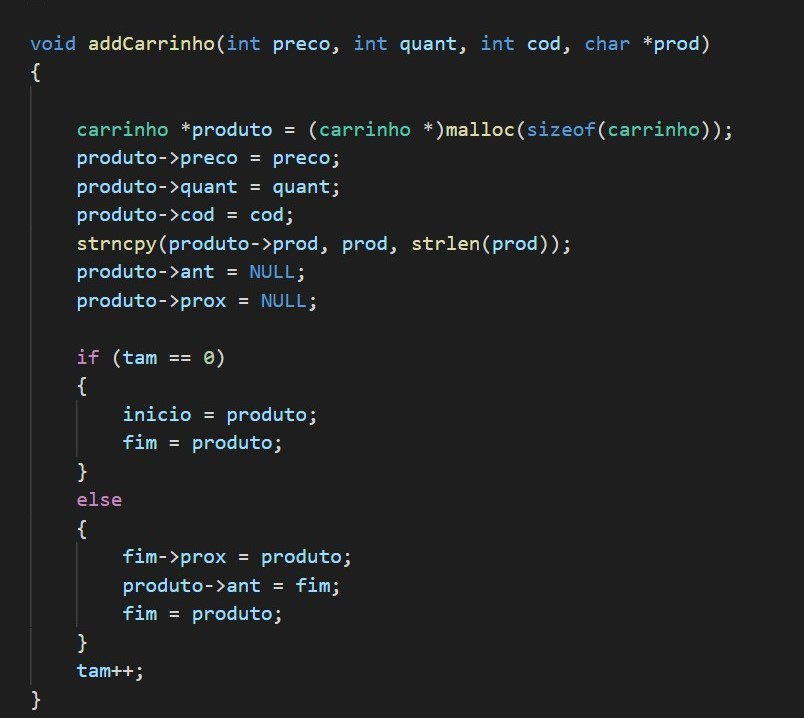 void addCarrinho(int preco, int quant, int cod, char *prod)
{
carrinho *produto = (carrinho *)malloc(sizeof(carrinho));
produto->preco = preco;
produto->quant = quant;
produto->cod = cod;
strncpy(produto->prod, prod, strlen(prod));
produto->ant = NULL;
produto->prox = NULL;
if (tam == 0)
{
inicio = produto;
fim = produto;
}
else
{
fim->prox = produto;
produto->ant = fim;
fim = produto;
}
tam++;
}